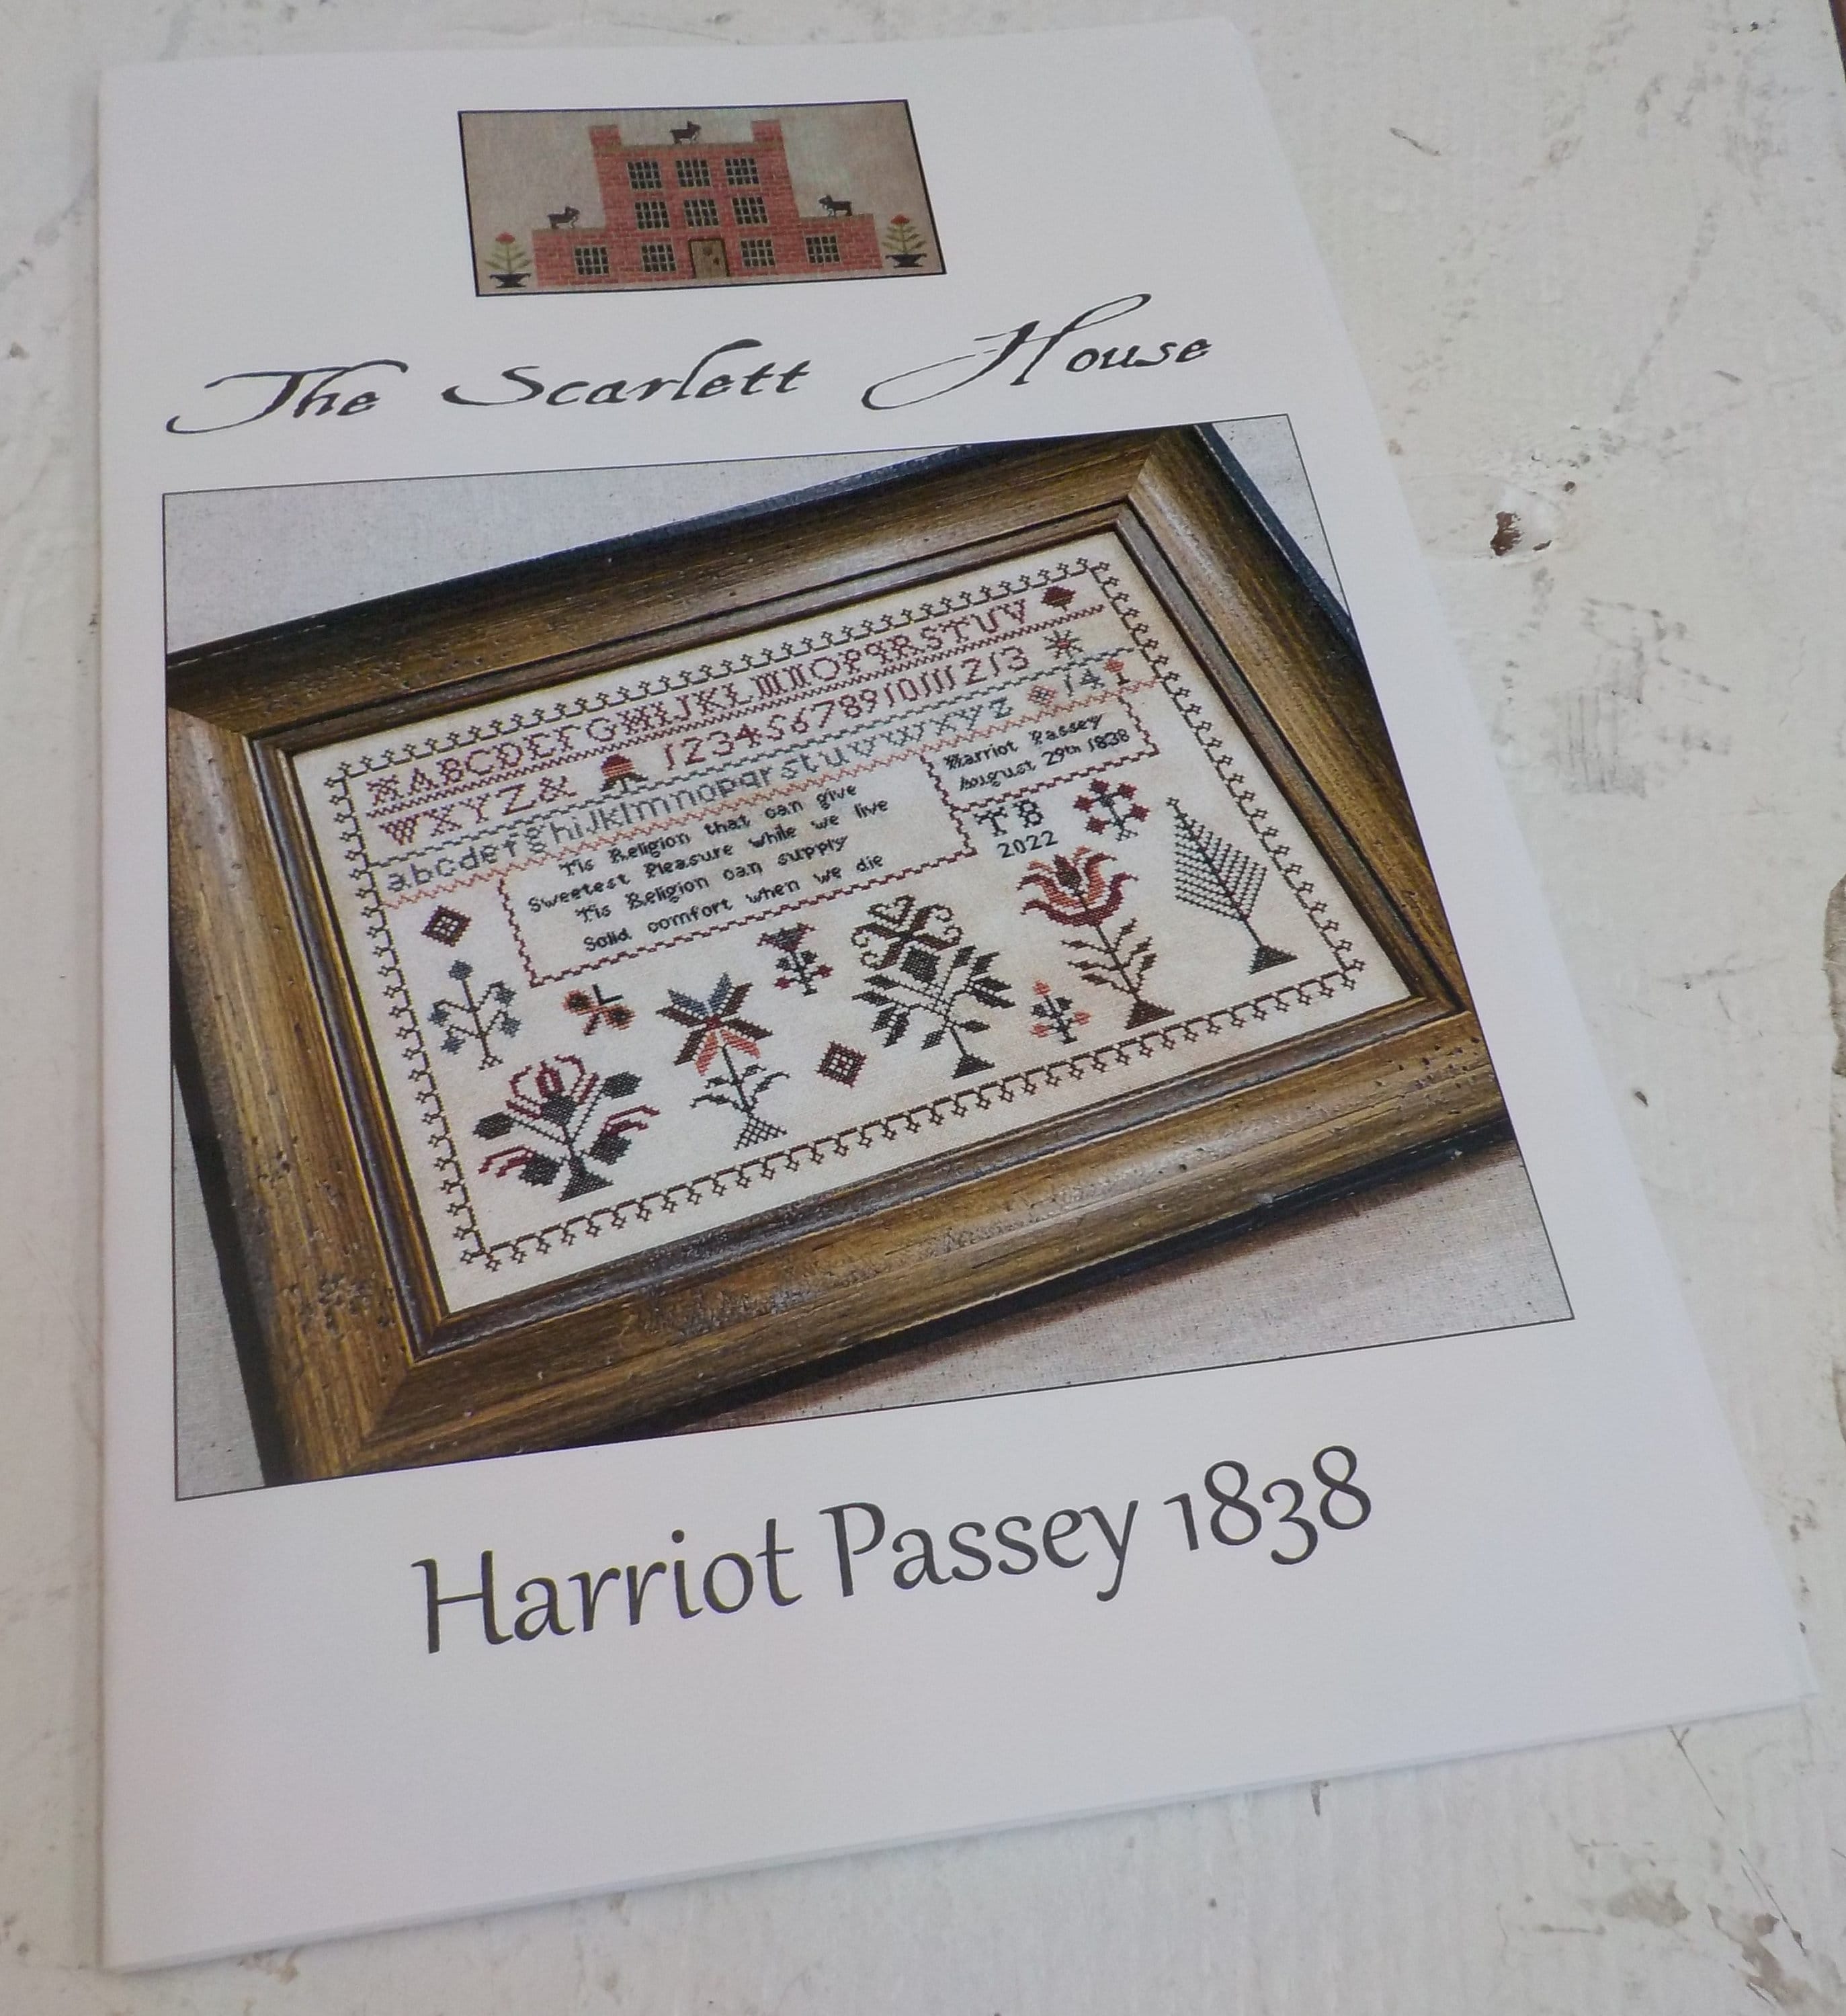 The Scarlett House
ABCDEFGHIJKLMNOPQRSTUV
WXYZ& 12345678910111213
abcdefghijklmnopqrstuvwxyz 14
Harriot Passey
August 29th 1838
Tis Religion that can give
Sweetest Pleasure while we live
Tis Religion can supply
Solid comfort when we die
TB
2022
Harriot Passey 1838